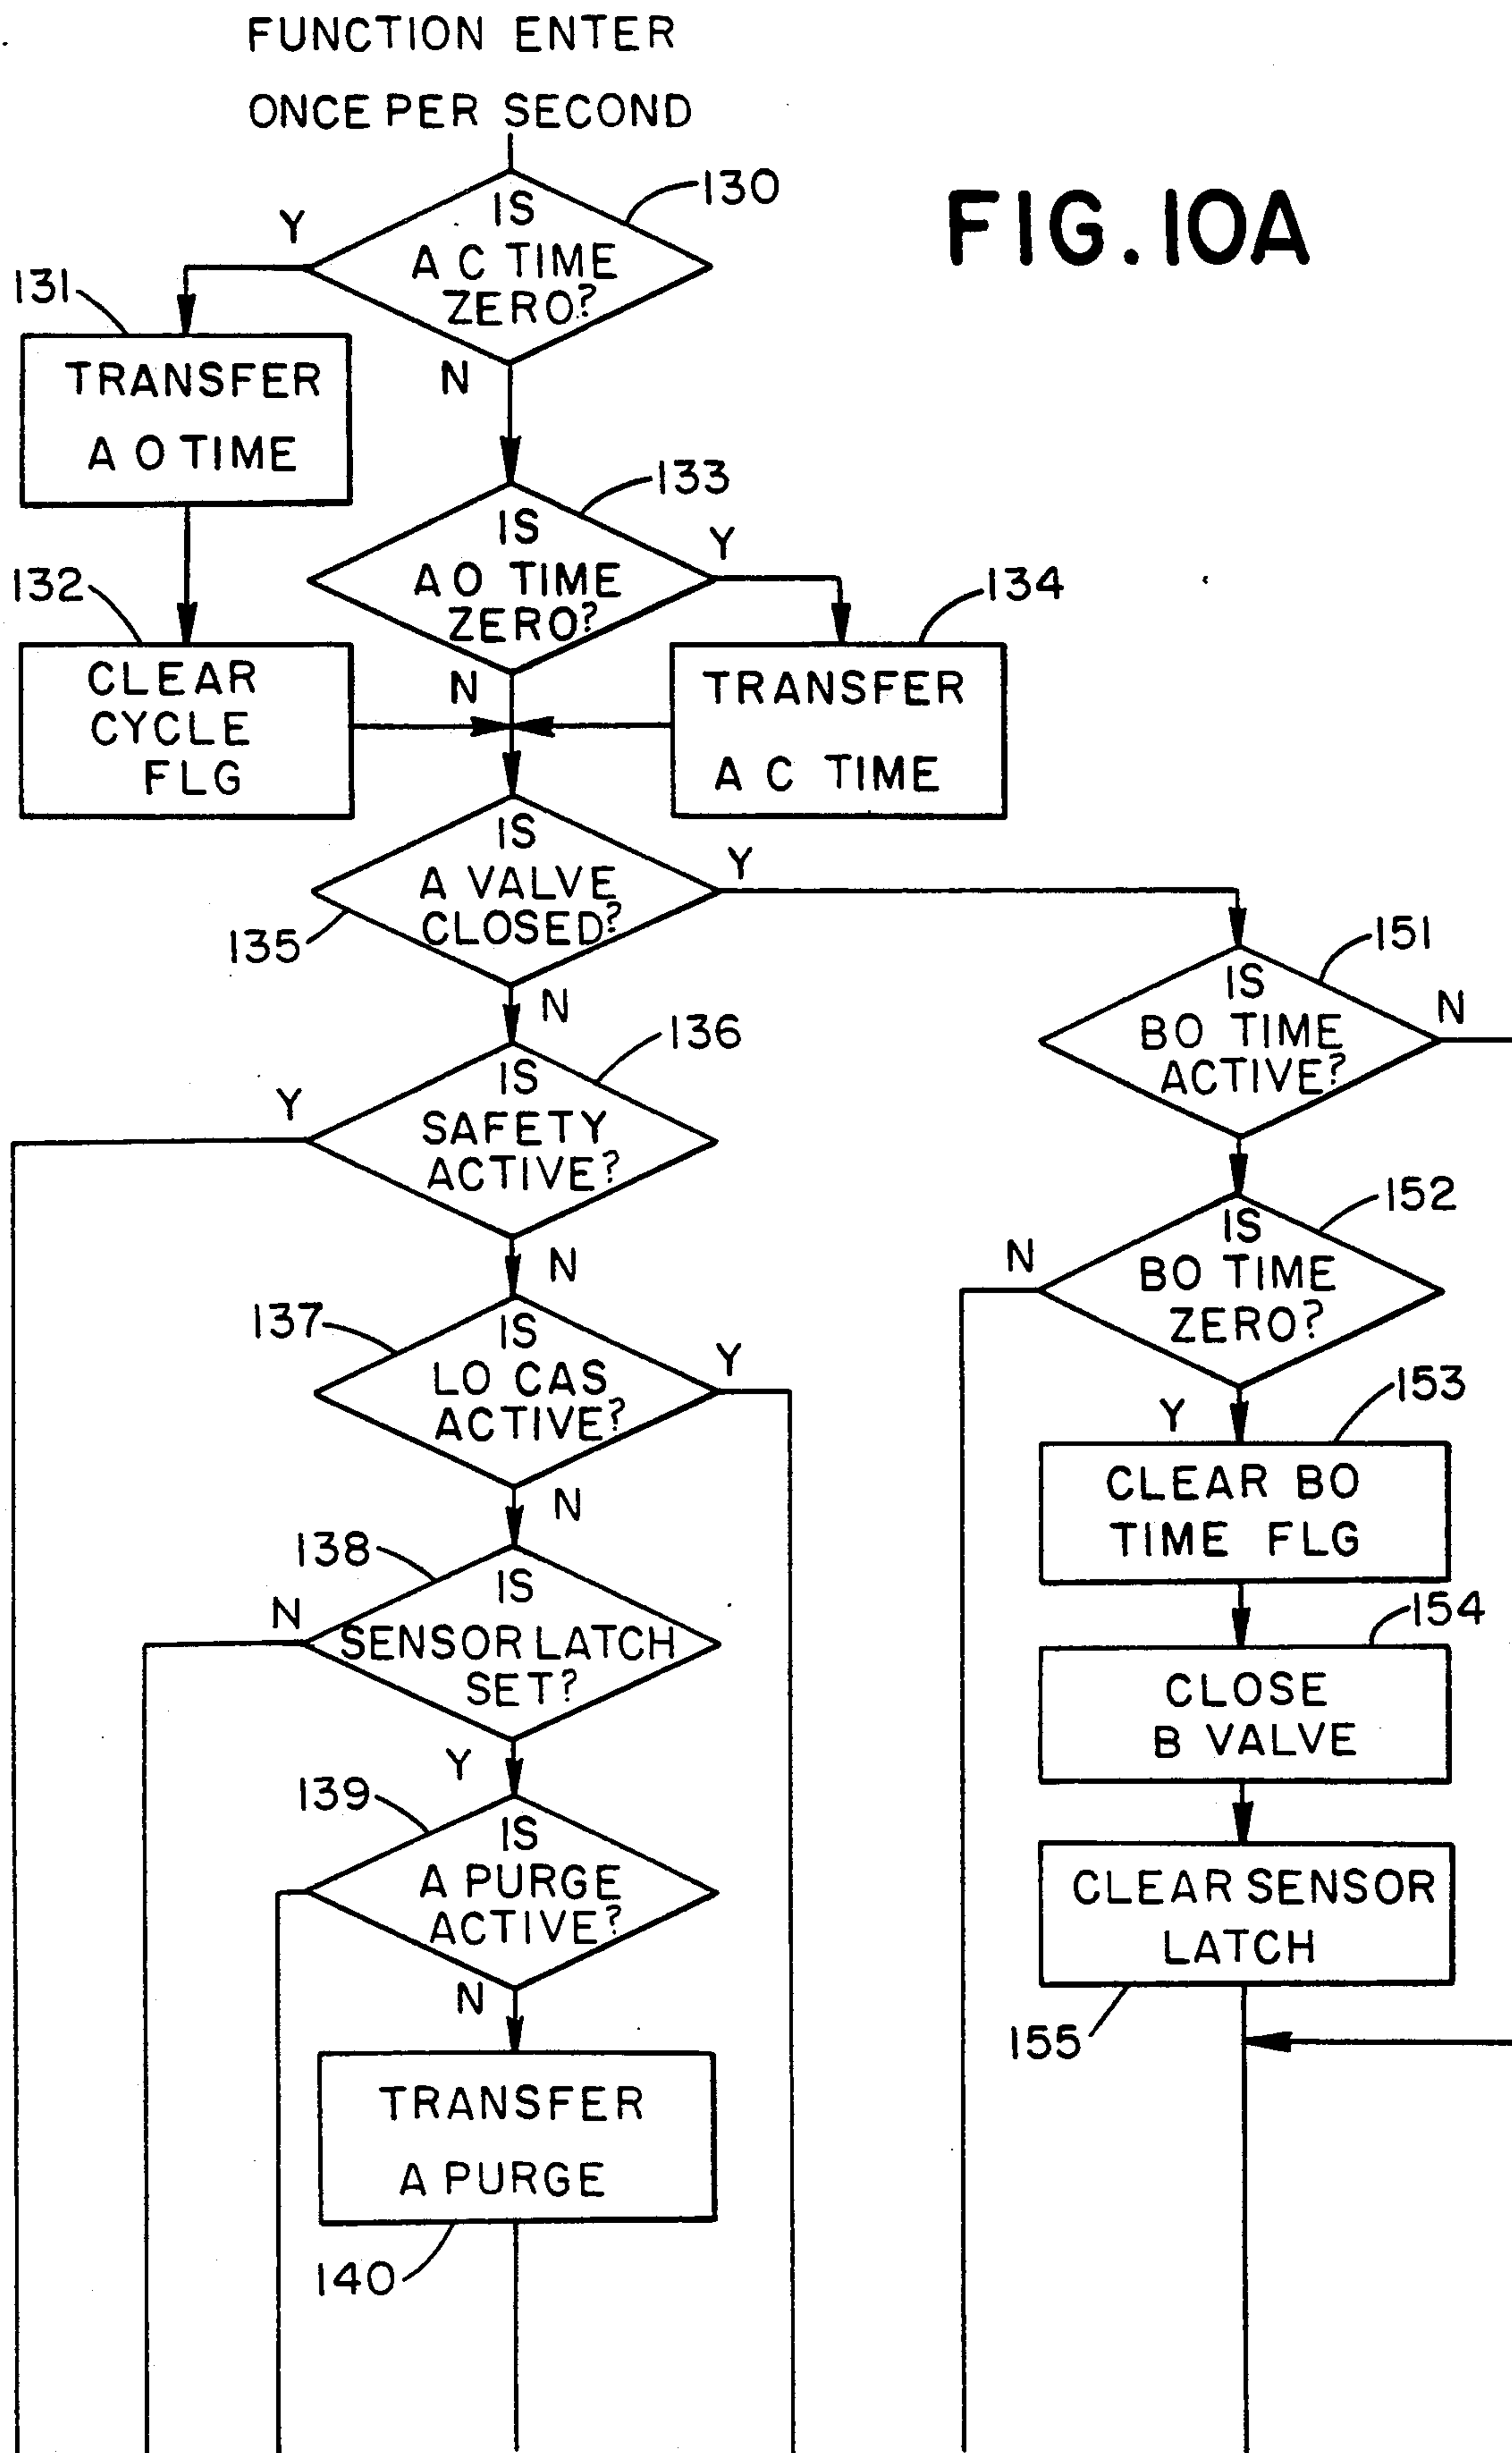 FUNCTION ENTER
ONCE PER SECOND
FIG. 10A
130
IS
A C TIME
ZERO?
Y
N
131
TRANSFER
A O TIME
133
IS
A O TIME
ZERO?
Y
N
132
CLEAR
CYCLE
FLG
134
TRANSFER
A C TIME
IS
A VALVE
CLOSED?
Y
135
N
151
IS
BO TIME
ACTIVE?
N
136
IS
SAFETY
ACTIVE?
Y
N
152
IS
BO TIME
ZERO?
N
Y
137
IS
LO CAS
ACTIVE?
Y
N
153
CLEAR BO
TIME FLG
138
IS
SENSOR LATCH
SET?
N
Y
154
CLOSE
B VALVE
139
IS
A PURGE
ACTIVE?
N
CLEAR SENSOR
LATCH
155
TRANSFER
A PURGE
140